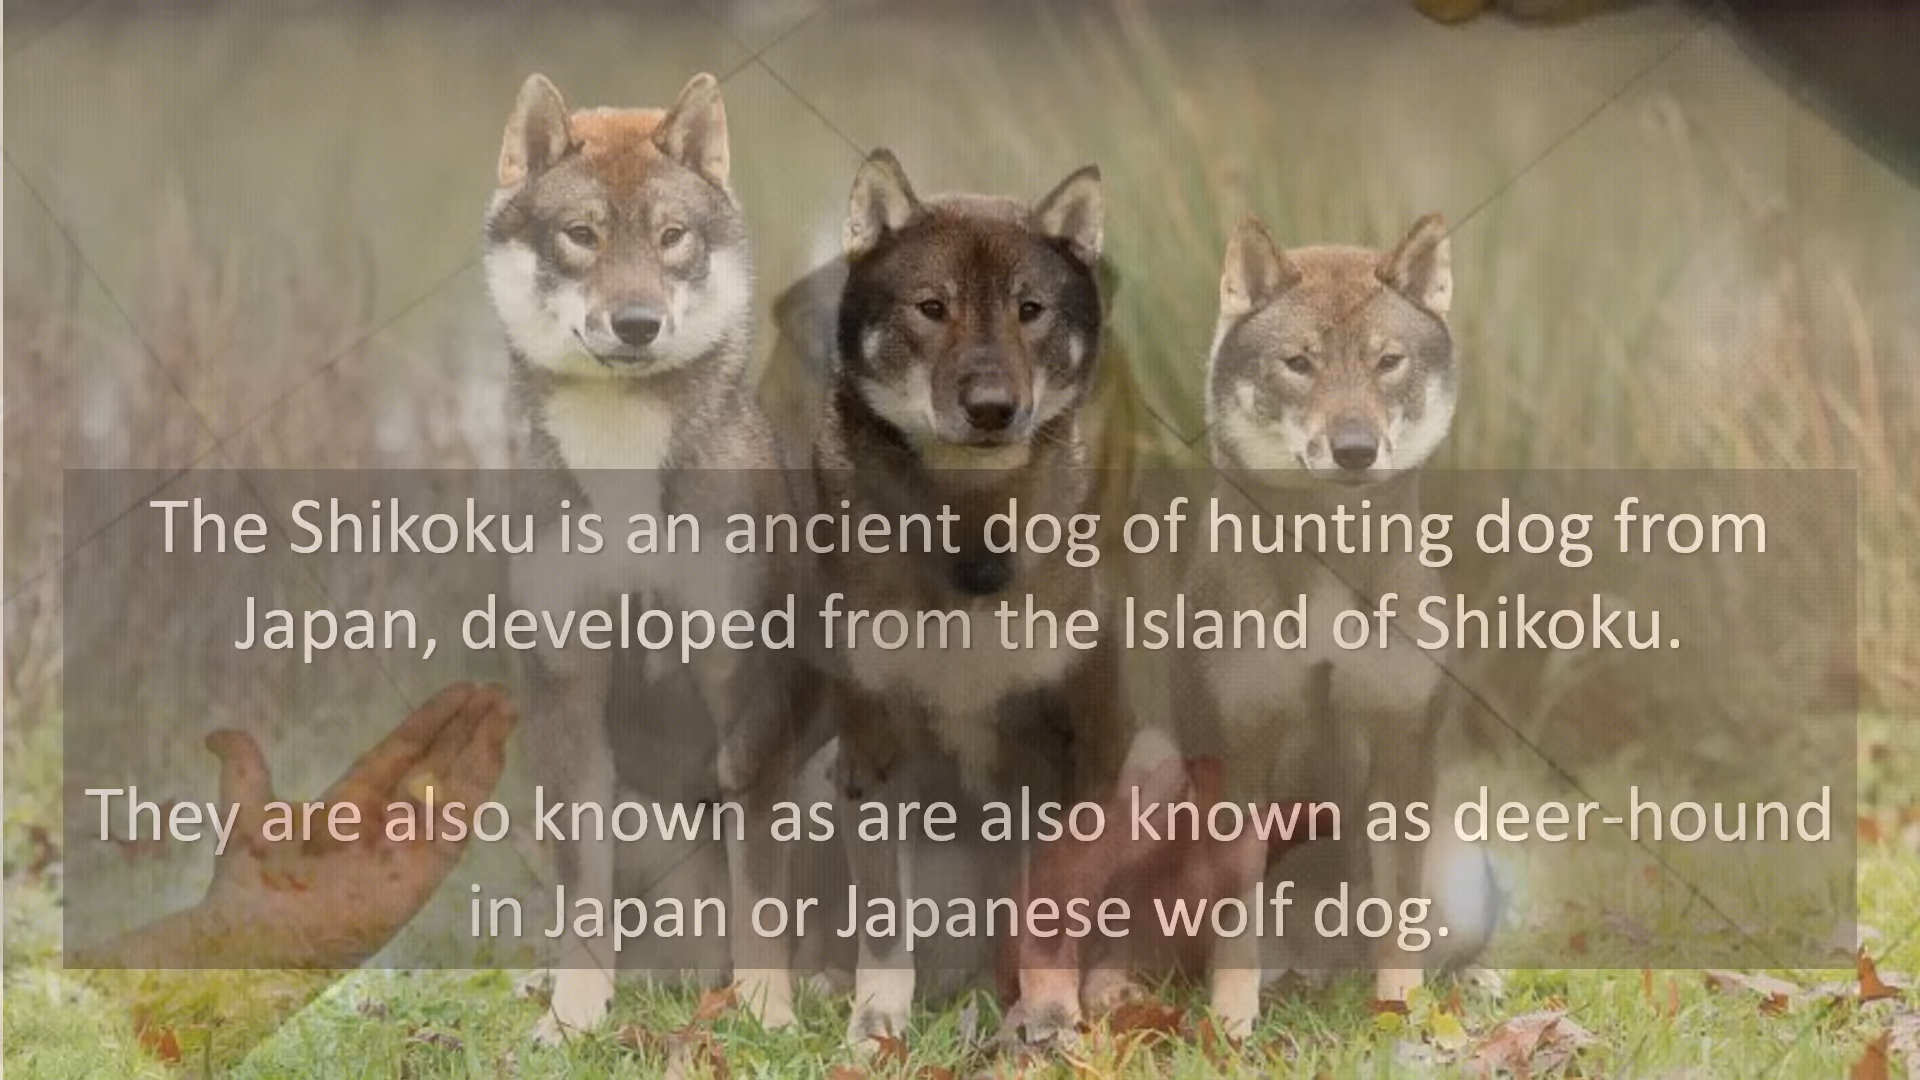 The Shikoku is an ancient dog of hunting dog from
Japan, developed from the Island of Shikoku.
They are also known as are also known as deer-hound
in Japan or Japanese wolf dog.